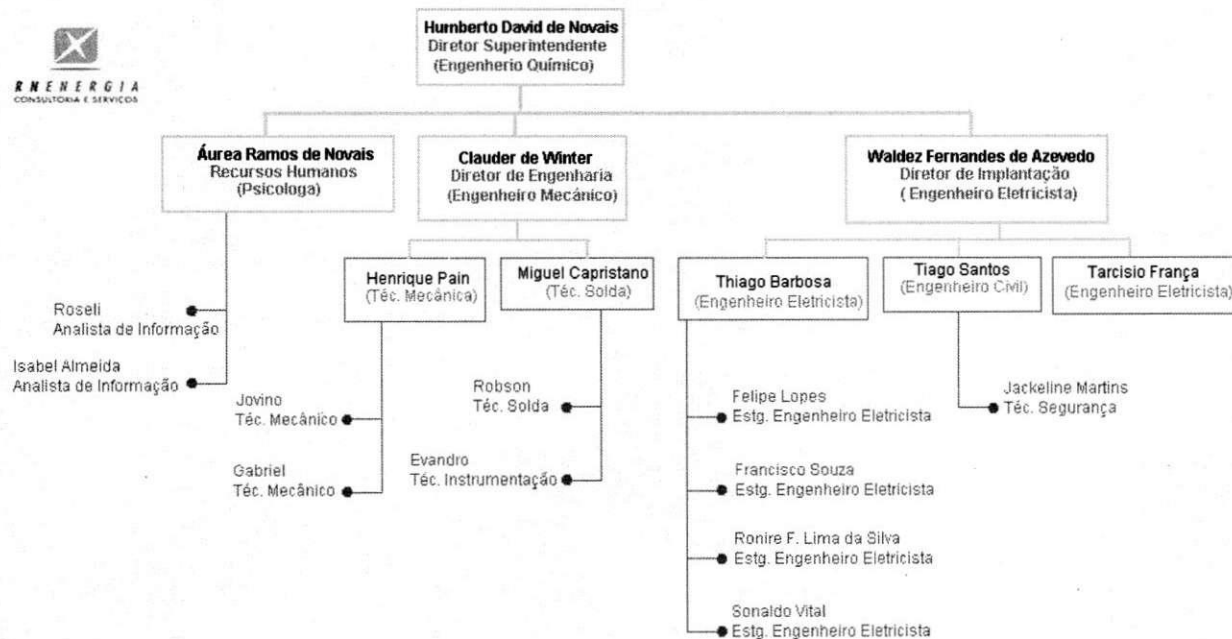 RNENERGIA
CONSULTORIA E SERVIÇOS
Humberto David de Novais
Diretor Superintendente
(Engenherio Químico)
Áurea Ramos de Novais
Recursos Humanos
(Psicologa)
Clauder de Winter
Diretor de Engenharia
(Engenheiro Mecánico)
Waldez Fernandes de Azevedo
Diretor de Implantação
( Engenheiro Eletricista)
Henrique Pain
(Téc. Mecânica)
Miguel Capristano
(Téc. Solda)
Thiago Barbosa
(Engenheiro Eletricista)
Tiago Santos
(Engenheiro Civil)
Tarcisio França
(Engenheiro Eletricista)
Roseli
Analista de Informação
Isabel Almeida
Analista de Informação
Jovino
Téc. Mecânico
Gabriel
Téc. Mecânico
Robson
Téc. Solda
Evandro
Téc. Instrumentação
Felipe Lopes
Estg. Engenheiro Eletricista
Francisco Souza
Estg. Engenheiro Eletricista
Ronire F. Lima da Silva
Estg. Engenheiro Eletricista
Sonaldo Vital
Estg. Engenheiro Eletricista
Jackeline Martins
Téc. Segurança